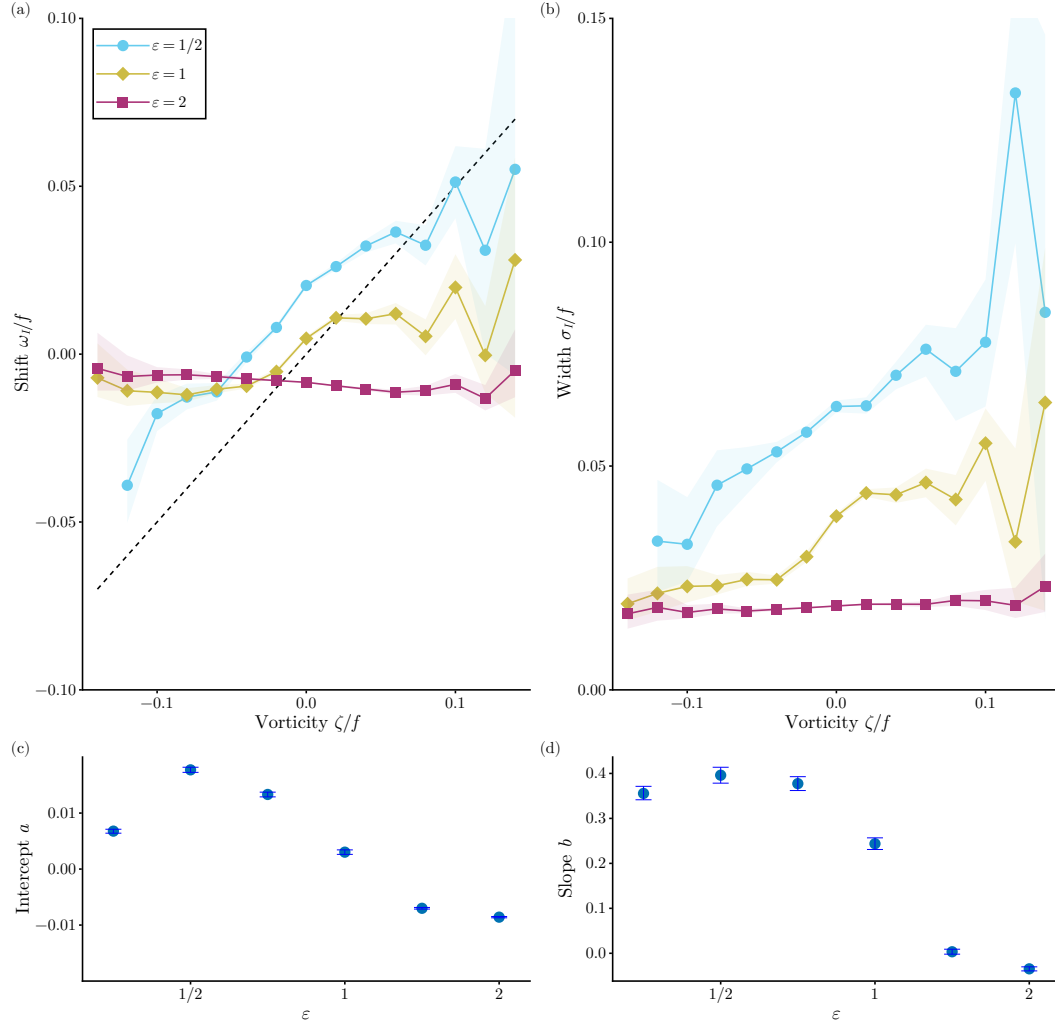 (a)
0.10
0.05
0.00
−0.05
−0.10
Shift ω_I/f
ε = 1/2
ε = 1
ε = 2
−0.1
0.0
0.1
Vorticity ζ/f
(b)
0.15
0.10
0.05
0.00
Width σ_I/f
−0.1
0.0
0.1
Vorticity ζ/f
(c)
0.01
0.00
−0.01
Intercept a
1/2
1
2
ε
(d)
0.4
0.3
0.2
0.1
0.0
Slope b
1/2
1
2
ε